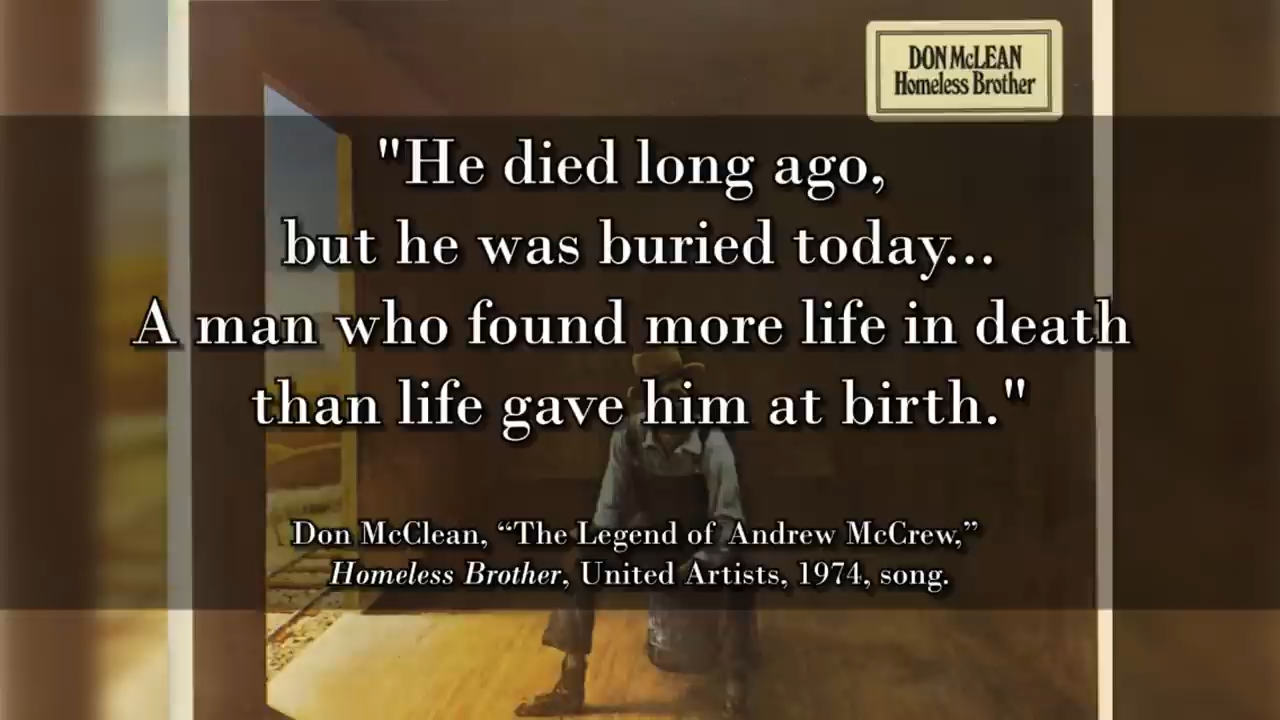 DON McLEAN
Homeless Brother
"He died long ago,
but he was buried today...
A man who found more life in death
than life gave him at birth."
Don McClean, “The Legend of Andrew McCrew,”
Homeless Brother, United Artists, 1974, song.